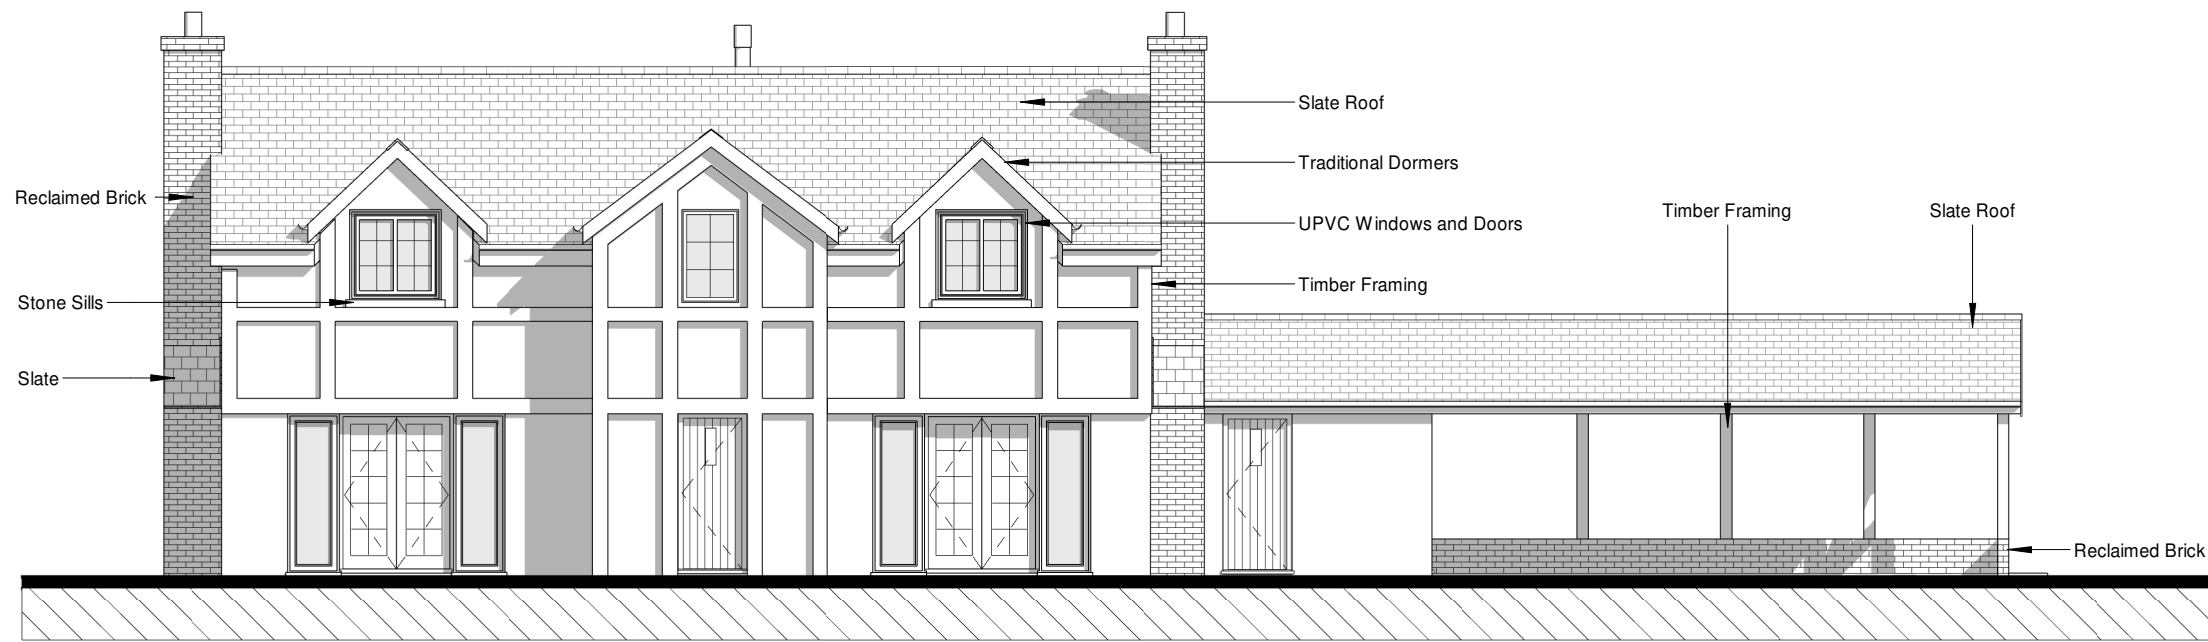 Slate Roof
Traditional Dormers
Reclaimed Brick
UPVC Windows and Doors
Timber Framing
Slate Roof
Stone Sills
Timber Framing
Slate
Reclaimed Brick